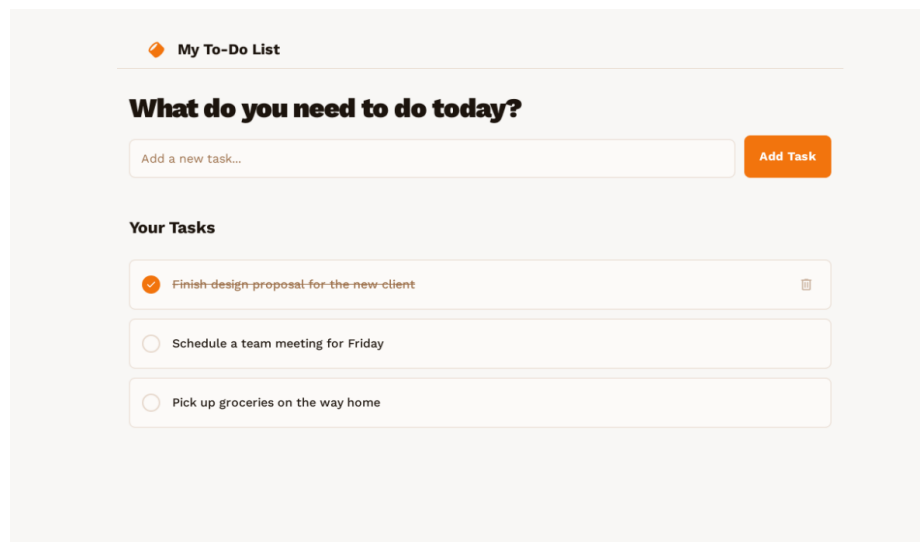 My To-Do List
What do you need to do today?
Add a new task...
Add Task
Your Tasks
Finish design proposal for the new client
Schedule a team meeting for Friday
Pick up groceries on the way home